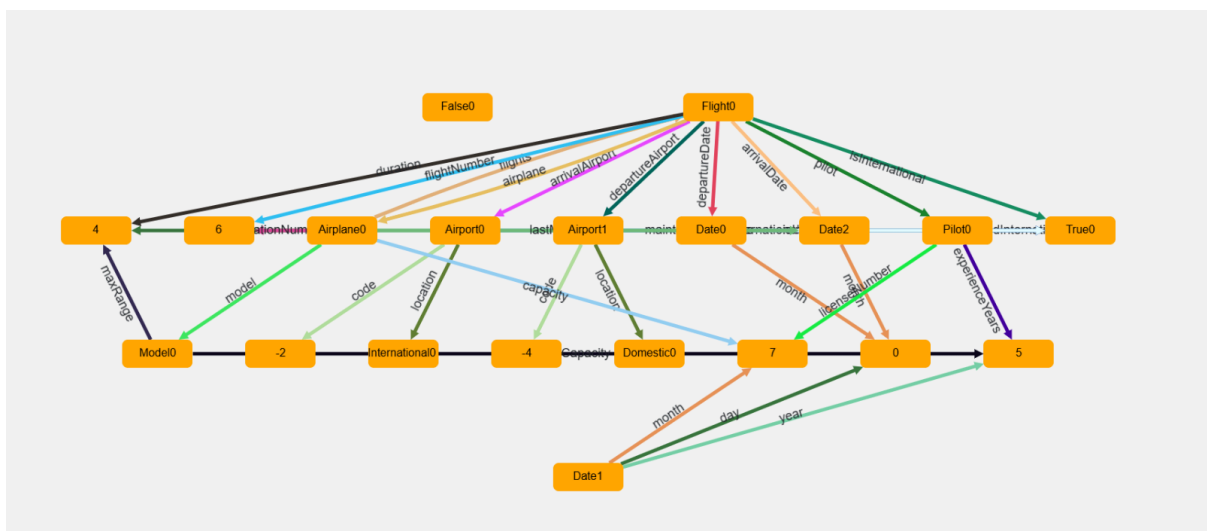 False0
Flight0
duration
flightNumber
flights
airplane
arrivalAirport
departureAirport
departureDate
arrivalDate
pilot
isInternational
4
6
Airplane0
Airport0
Airport1
Date0
Date2
Pilot0
True0
maxRange
model
code
location
capacity
code
location
month
month
licenseNumber
experienceYears
Model0
-2
International0
-4
Capacity
Domestic0
7
0
5
month
day
year
Date1